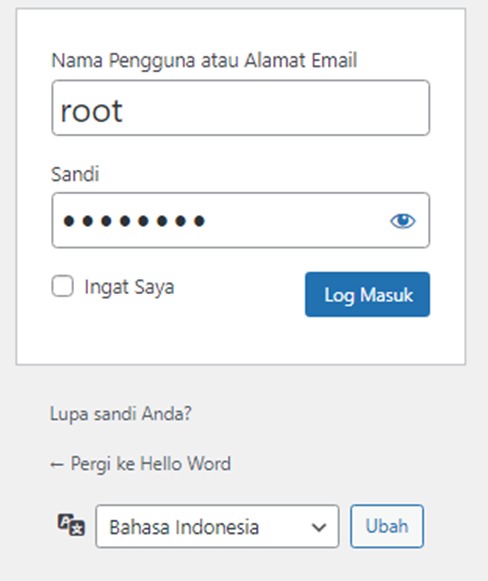 Nama Pengguna atau Alamat Email
root
Sandi
●●●●●●●●
Ingat Saya
Log Masuk
Lupa sandi Anda?
← Pergi ke Hello Word
Bahasa Indonesia
Ubah